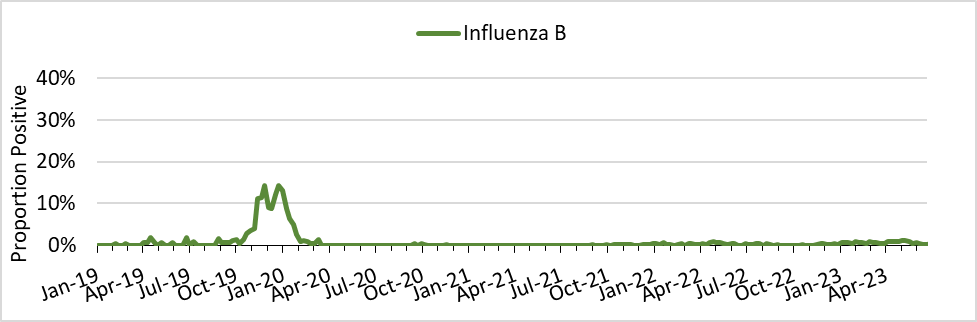 Influenza B
Proportion Positive
40%
30%
20%
10%
0%
Jan-19
Apr-19
Jul-19
Oct-19
Jan-20
Apr-20
Jul-20
Oct-20
Jan-21
Apr-21
Jul-21
Oct-21
Jan-22
Apr-22
Jul-22
Oct-22
Jan-23
Apr-23